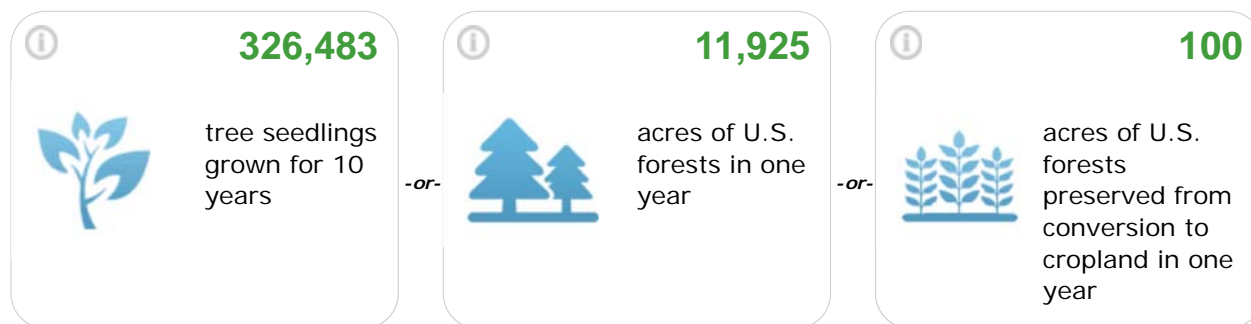 326,483
tree seedlings
grown for 10
years
-or-
11,925
acres of U.S.
forests in one
year
-or-
100
acres of U.S.
forests
preserved from
conversion to
cropland in one
year